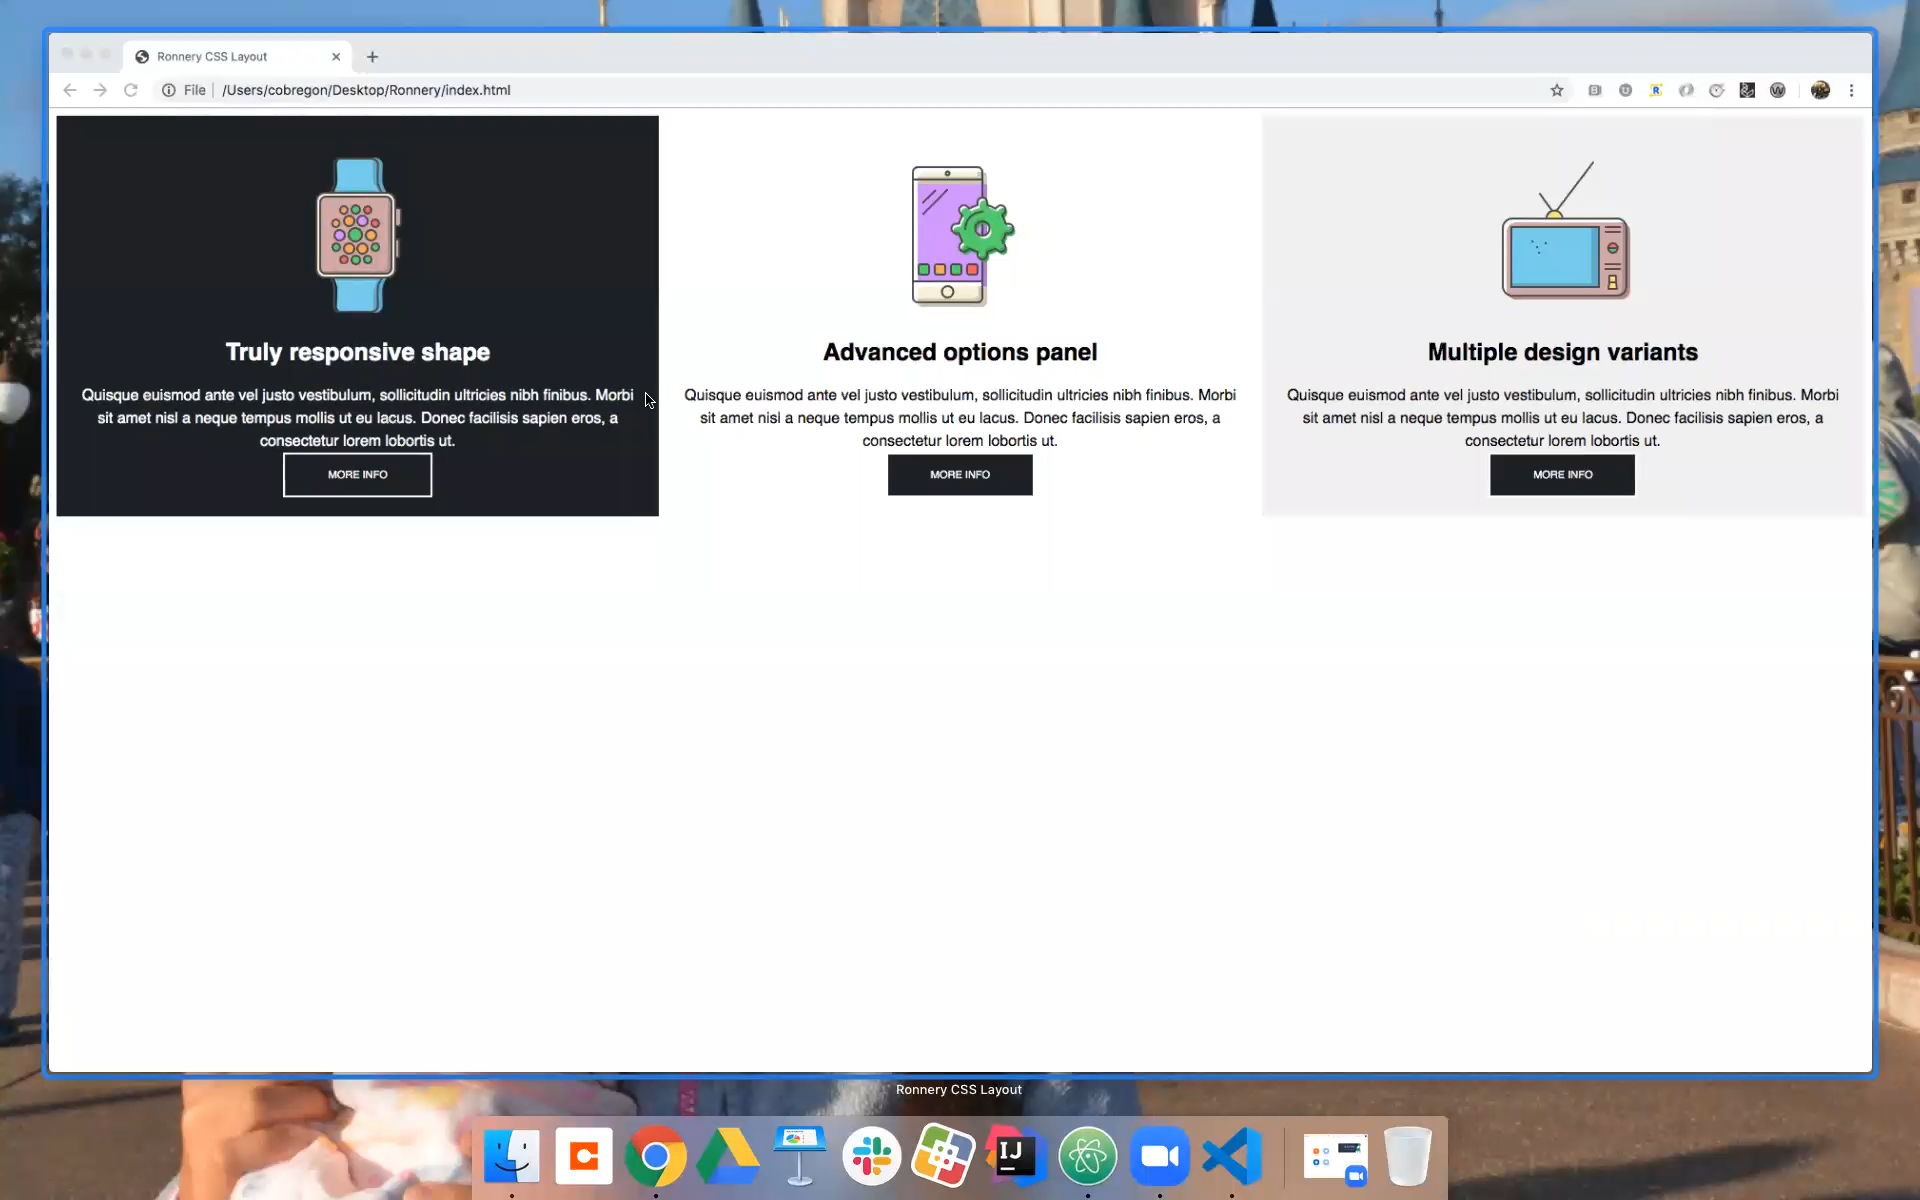 Ronnery CSS Layout
File
/Users/cobregon/Desktop/Ronnery/index.html
Truly responsive shape
Quisque euismod ante vel justo vestibulum, sollicitudin ultricies nibh finibus. Morbi
sit amet nisl a neque tempus mollis ut eu lacus. Donec facilisis sapien eros, a
consectetur lorem lobortis ut.
MORE INFO
Advanced options panel
Quisque euismod ante vel justo vestibulum, sollicitudin ultricies nibh finibus. Morbi
sit amet nisl a neque tempus mollis ut eu lacus. Donec facilisis sapien eros, a
consectetur lorem lobortis ut.
MORE INFO
Multiple design variants
Quisque euismod ante vel justo vestibulum, sollicitudin ultricies nibh finibus. Morbi
sit amet nisl a neque tempus mollis ut eu lacus. Donec facilisis sapien eros, a
consectetur lorem lobortis ut.
MORE INFO
Ronnery CSS Layout
IJ